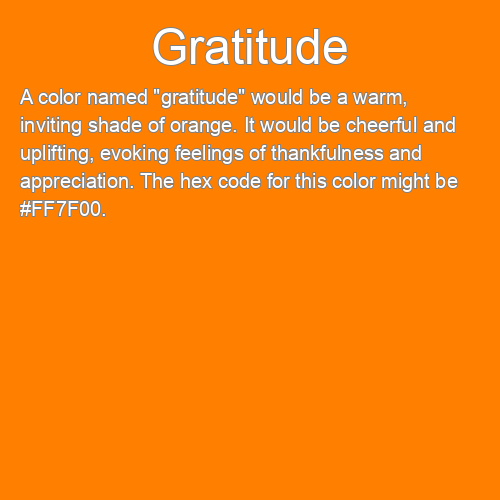 Gratitude
A color named "gratitude" would be a warm,
inviting shade of orange. It would be cheerful and
uplifting, evoking feelings of thankfulness and
appreciation. The hex code for this color might be
#FF7F00.